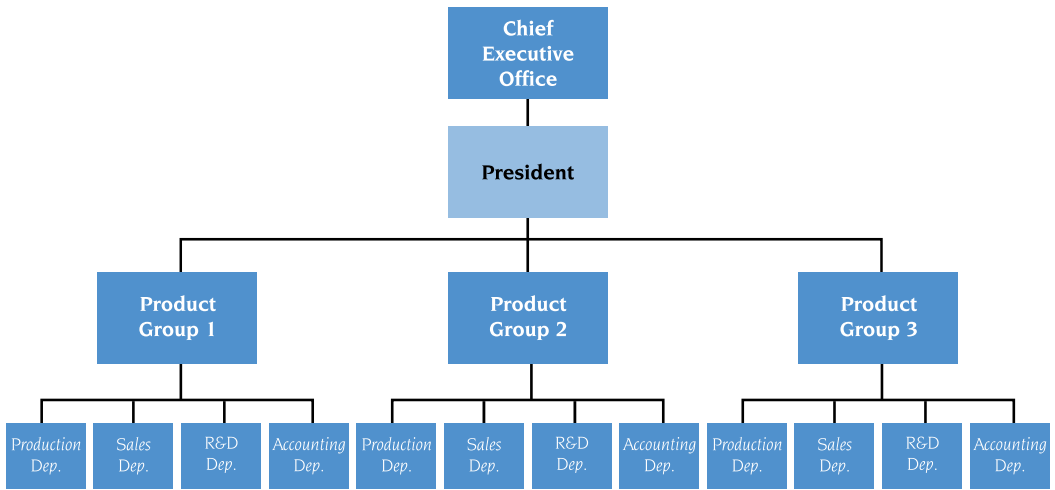 Chief
Executive
Office
President
Product
Group 1
Product
Group 2
Product
Group 3
Production
Dep.
Sales
Dep.
R&D
Dep.
Accounting
Dep.
Production
Dep.
Sales
Dep.
R&D
Dep.
Accounting
Dep.
Production
Dep.
Sales
Dep.
R&D
Dep.
Accounting
Dep.